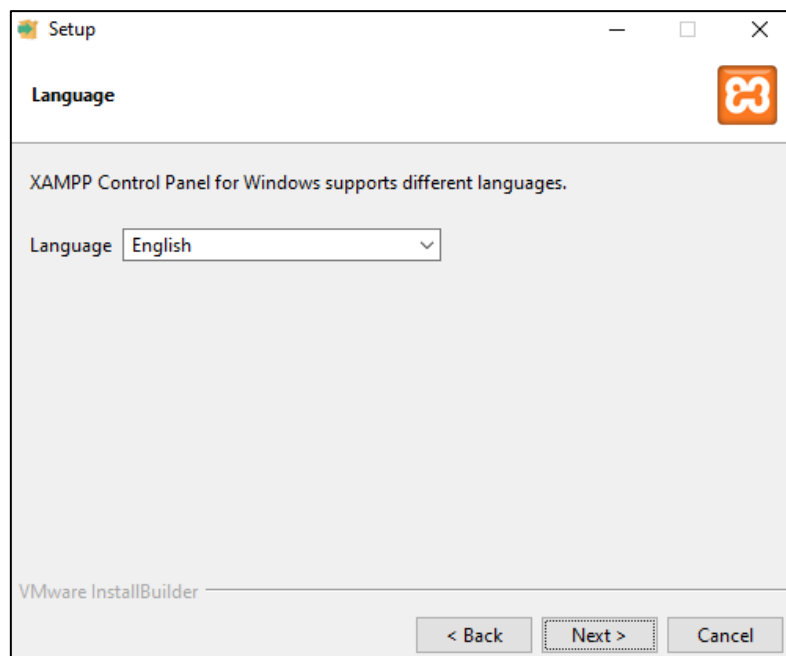 Setup
Language
XAMPP Control Panel for Windows supports different languages.
Language English
VMware InstallBuilder
< Back Next > Cancel